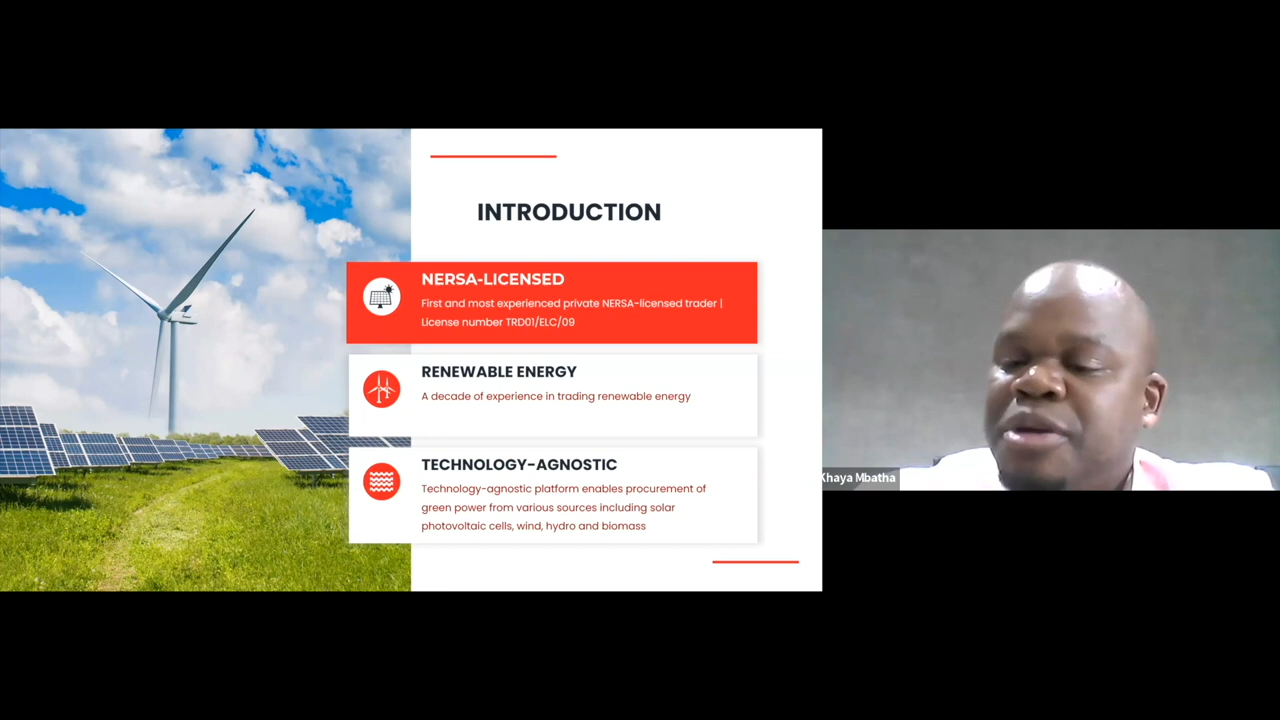 INTRODUCTION
NERSA-LICENSED
First and most experienced private NERSA-licensed trader |
License number TRD01/ELC/09
RENEWABLE ENERGY
A decade of experience in trading renewable energy
TECHNOLOGY-AGNOSTIC
Technology-agnostic platform enables procurement of
green power from various sources including solar
photovoltaic cells, wind, hydro and biomass
Khaya Mbatha